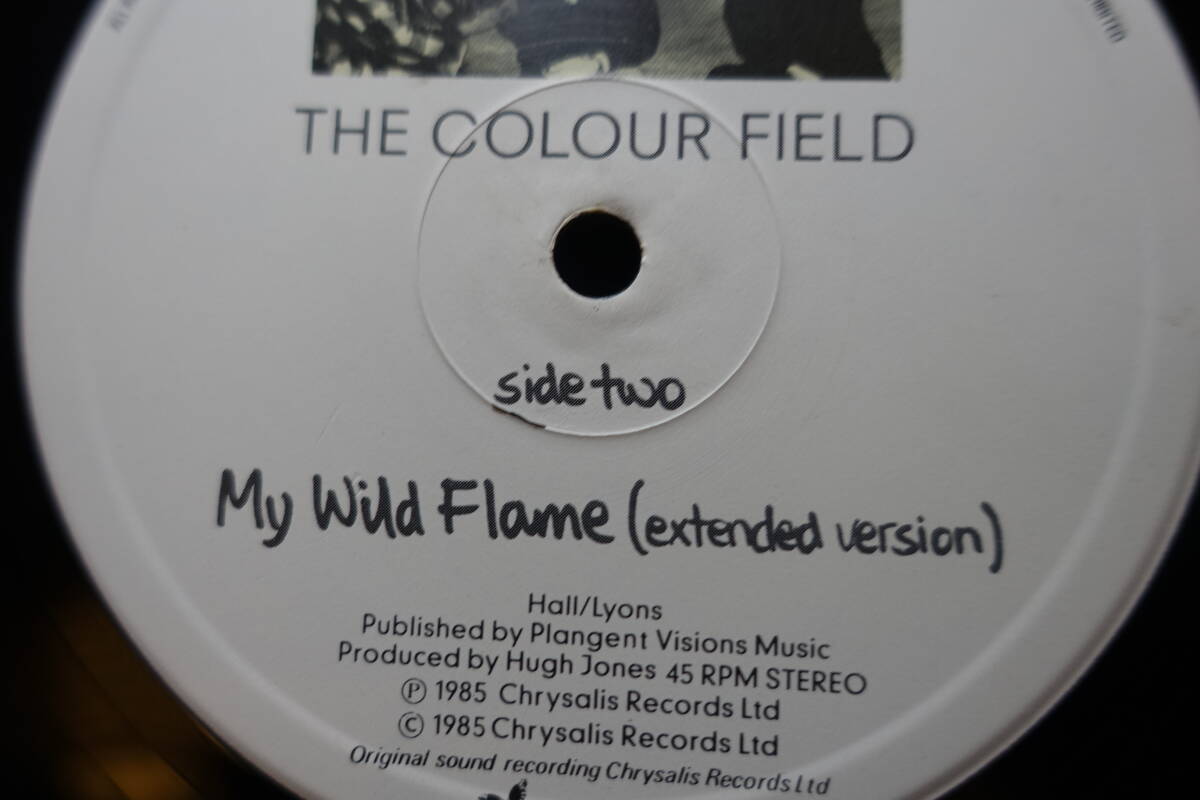 THE COLOUR FIELD
side two
My Wild Flame (extended version)
Hall/Lyons
Published by Plangent Visions Music
Produced by Hugh Jones 45 RPM STEREO
Ⓟ 1985 Chrysalis Records Ltd
© 1985 Chrysalis Records Ltd
Original sound recording Chrysalis Records Ltd